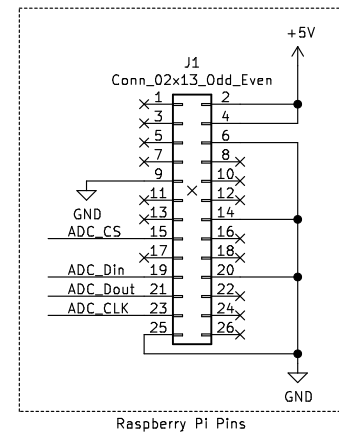 +5V
J1
Conn_02x13_Odd_Even
1 2
3 4
5 6
7 8
9 10
11 12
GND
13 14
ADC_CS 15 16
17 18
ADC_Din 19 20
ADC_Dout 21 22
ADC_CLK 23 24
25 26
GND
Raspberry Pi Pins